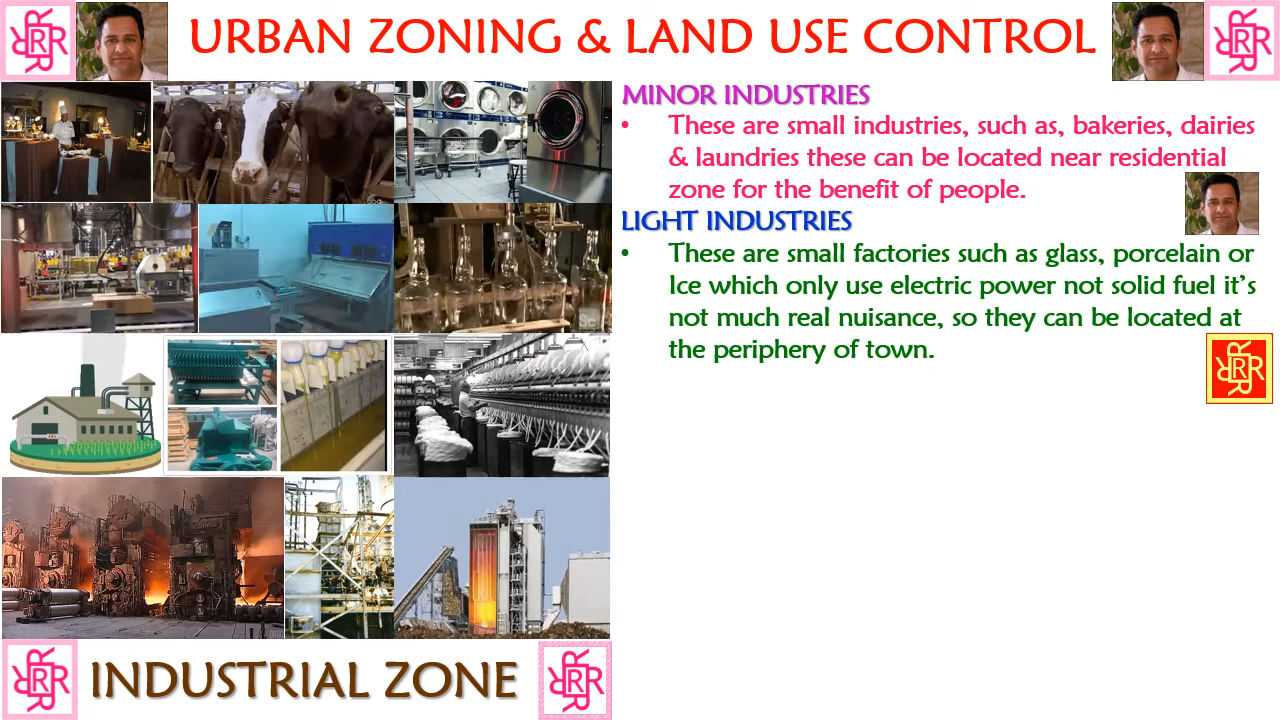 URBAN ZONING & LAND USE CONTROL
MINOR INDUSTRIES
• These are small industries, such as, bakeries, dairies
& laundries these can be located near residential
zone for the benefit of people.
LIGHT INDUSTRIES
• These are small factories such as glass, porcelain or
Ice which only use electric power not solid fuel it’s
not much real nuisance, so they can be located at
the periphery of town.
INDUSTRIAL ZONE